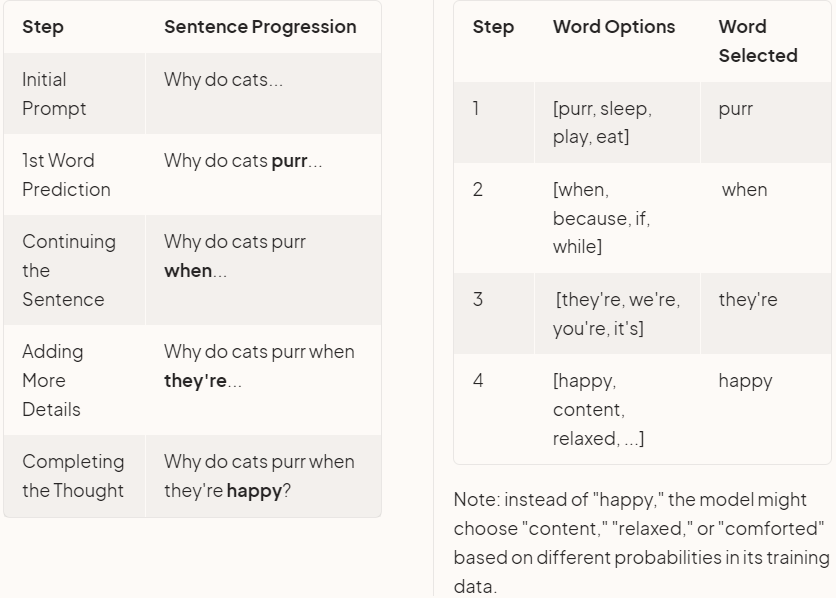 Step Sentence Progression
Initial
Prompt
Why do cats...
1st Word
Prediction
Why do cats purr...
Continuing
the
Sentence
Why do cats purr
when...
Adding
More
Details
Why do cats purr when
they're...
Completing
the Thought
Why do cats purr when
they're happy?
Step Word Options Word
Selected
1 [purr, sleep,
play, eat]
purr
2 [when,
because, if,
while]
when
3 [they're, we're,
you're, it's]
they're
4 [happy,
content,
relaxed, ...]
happy
Note: instead of "happy," the model might
choose "content," "relaxed," or "comforted"
based on different probabilities in its training
data.